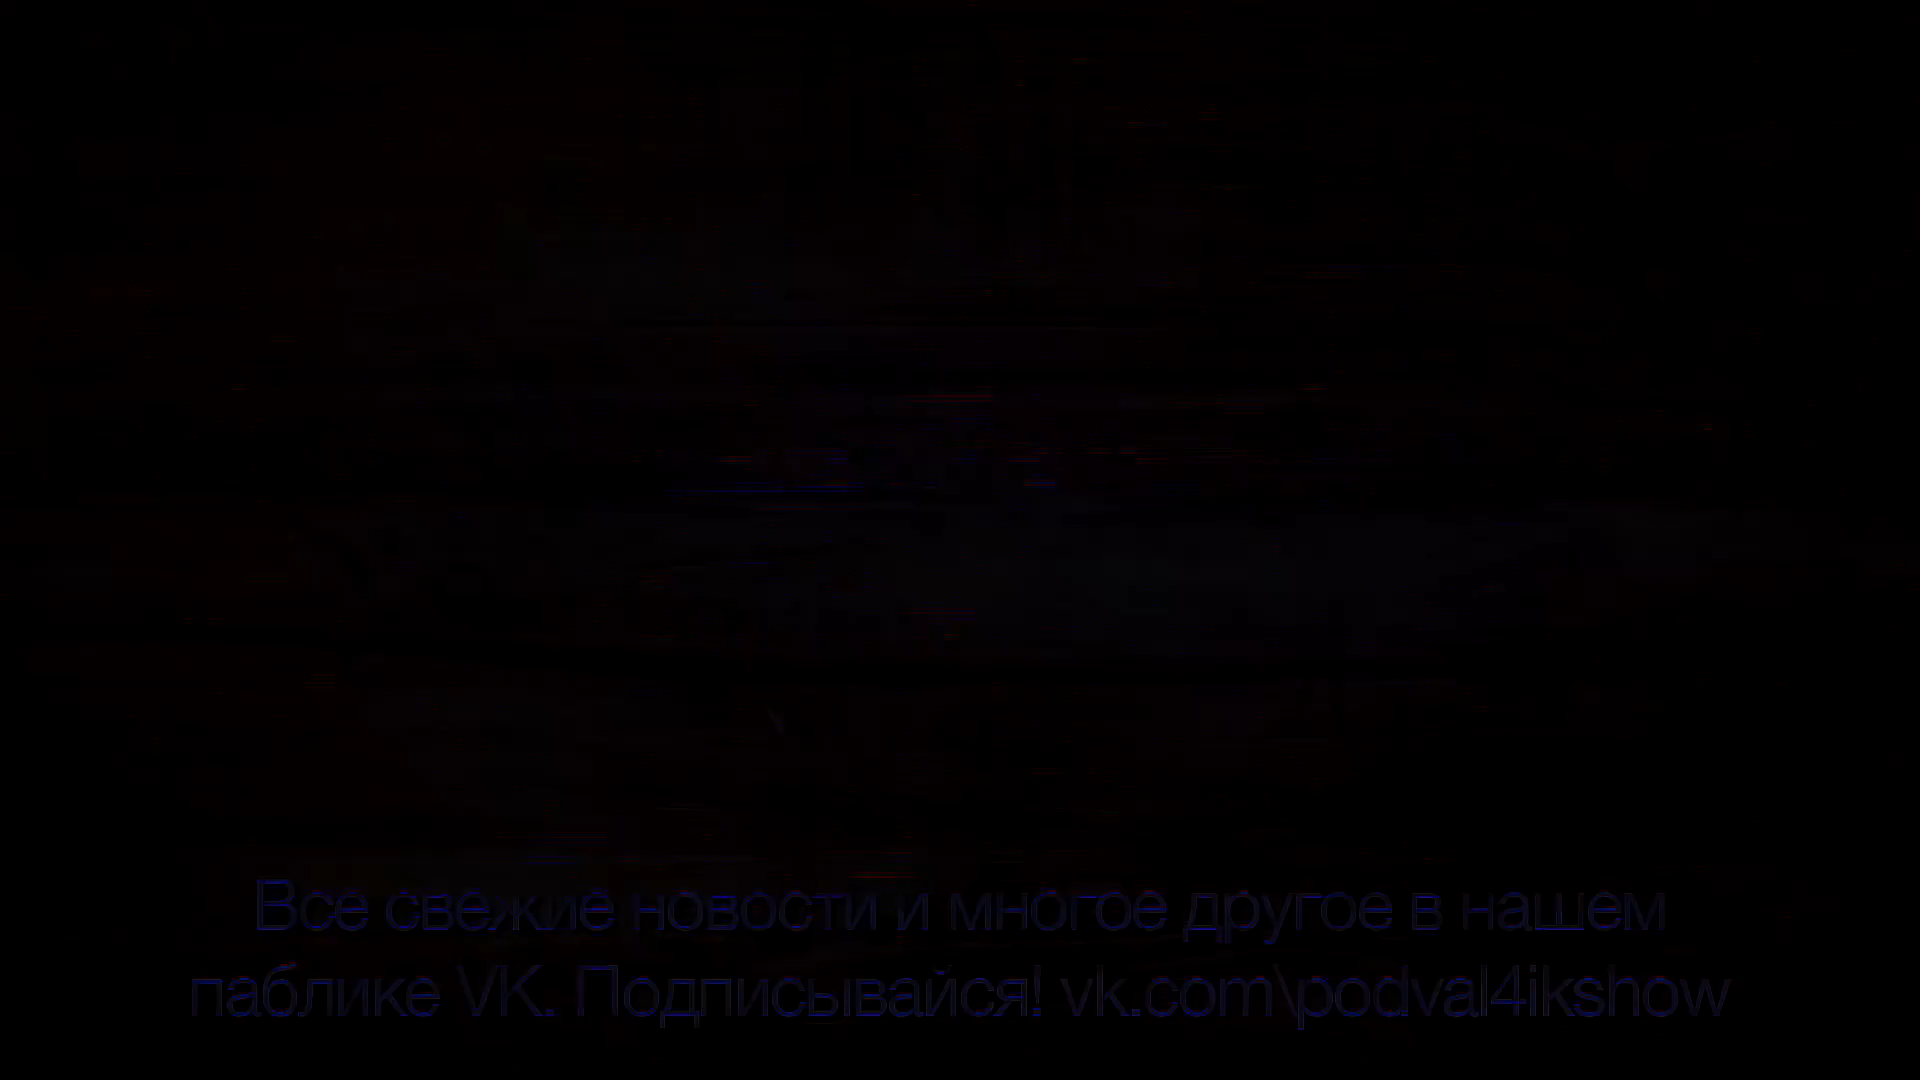 Все свежие новости и многое другое в нашем
паблике VK. Подписывайся! vk.com\podval4ikshow